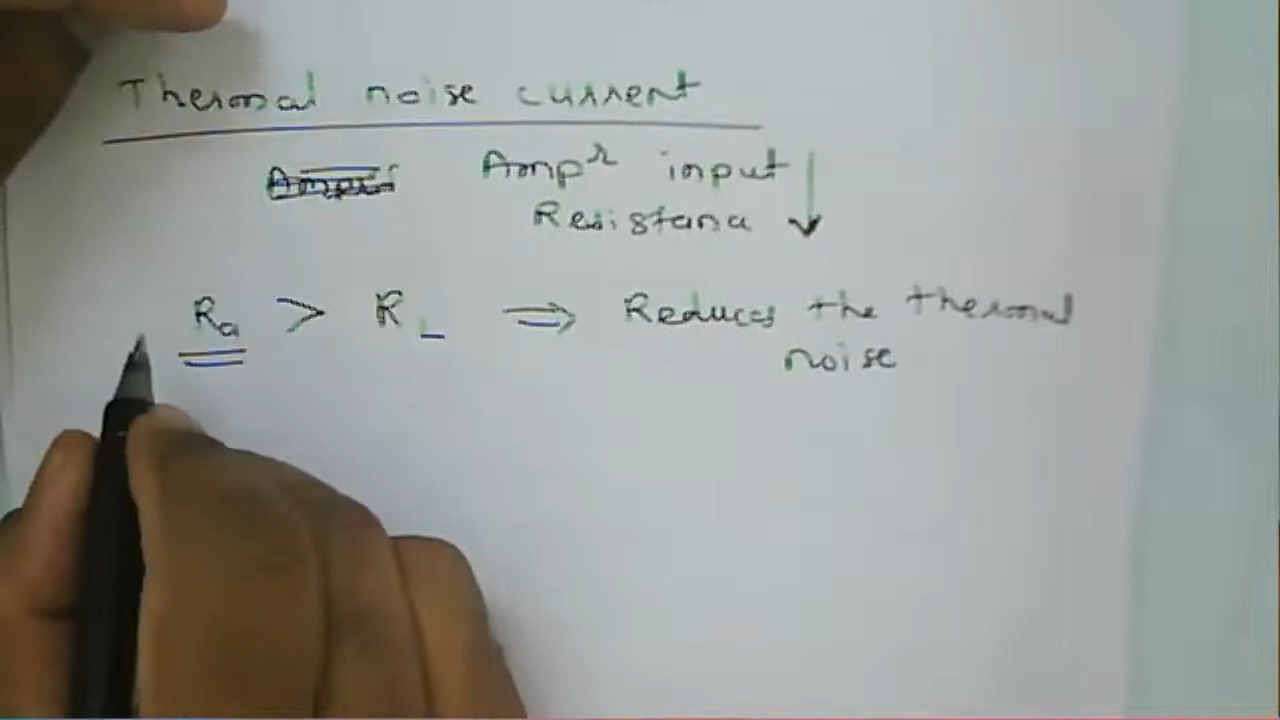 Thermal noise current
Ampr input ↓
Resistance
Ra > RL ⇒ Reduces the thermal
noise